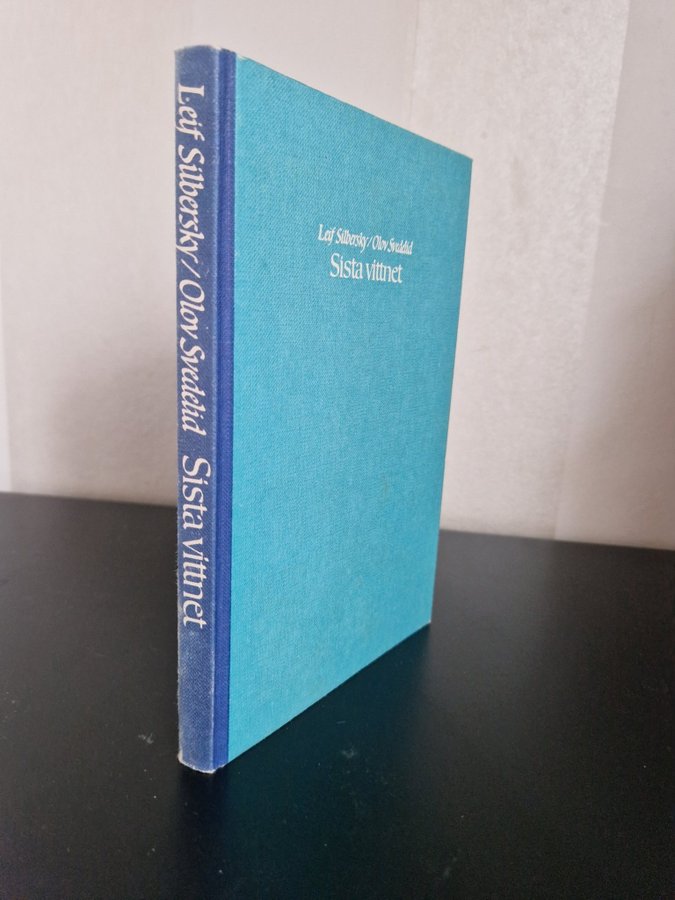 Leif Silbersky/Olov Svedelid Sista vittnet
Leif Silbersky/Olov Svedelid
Sista vittnet